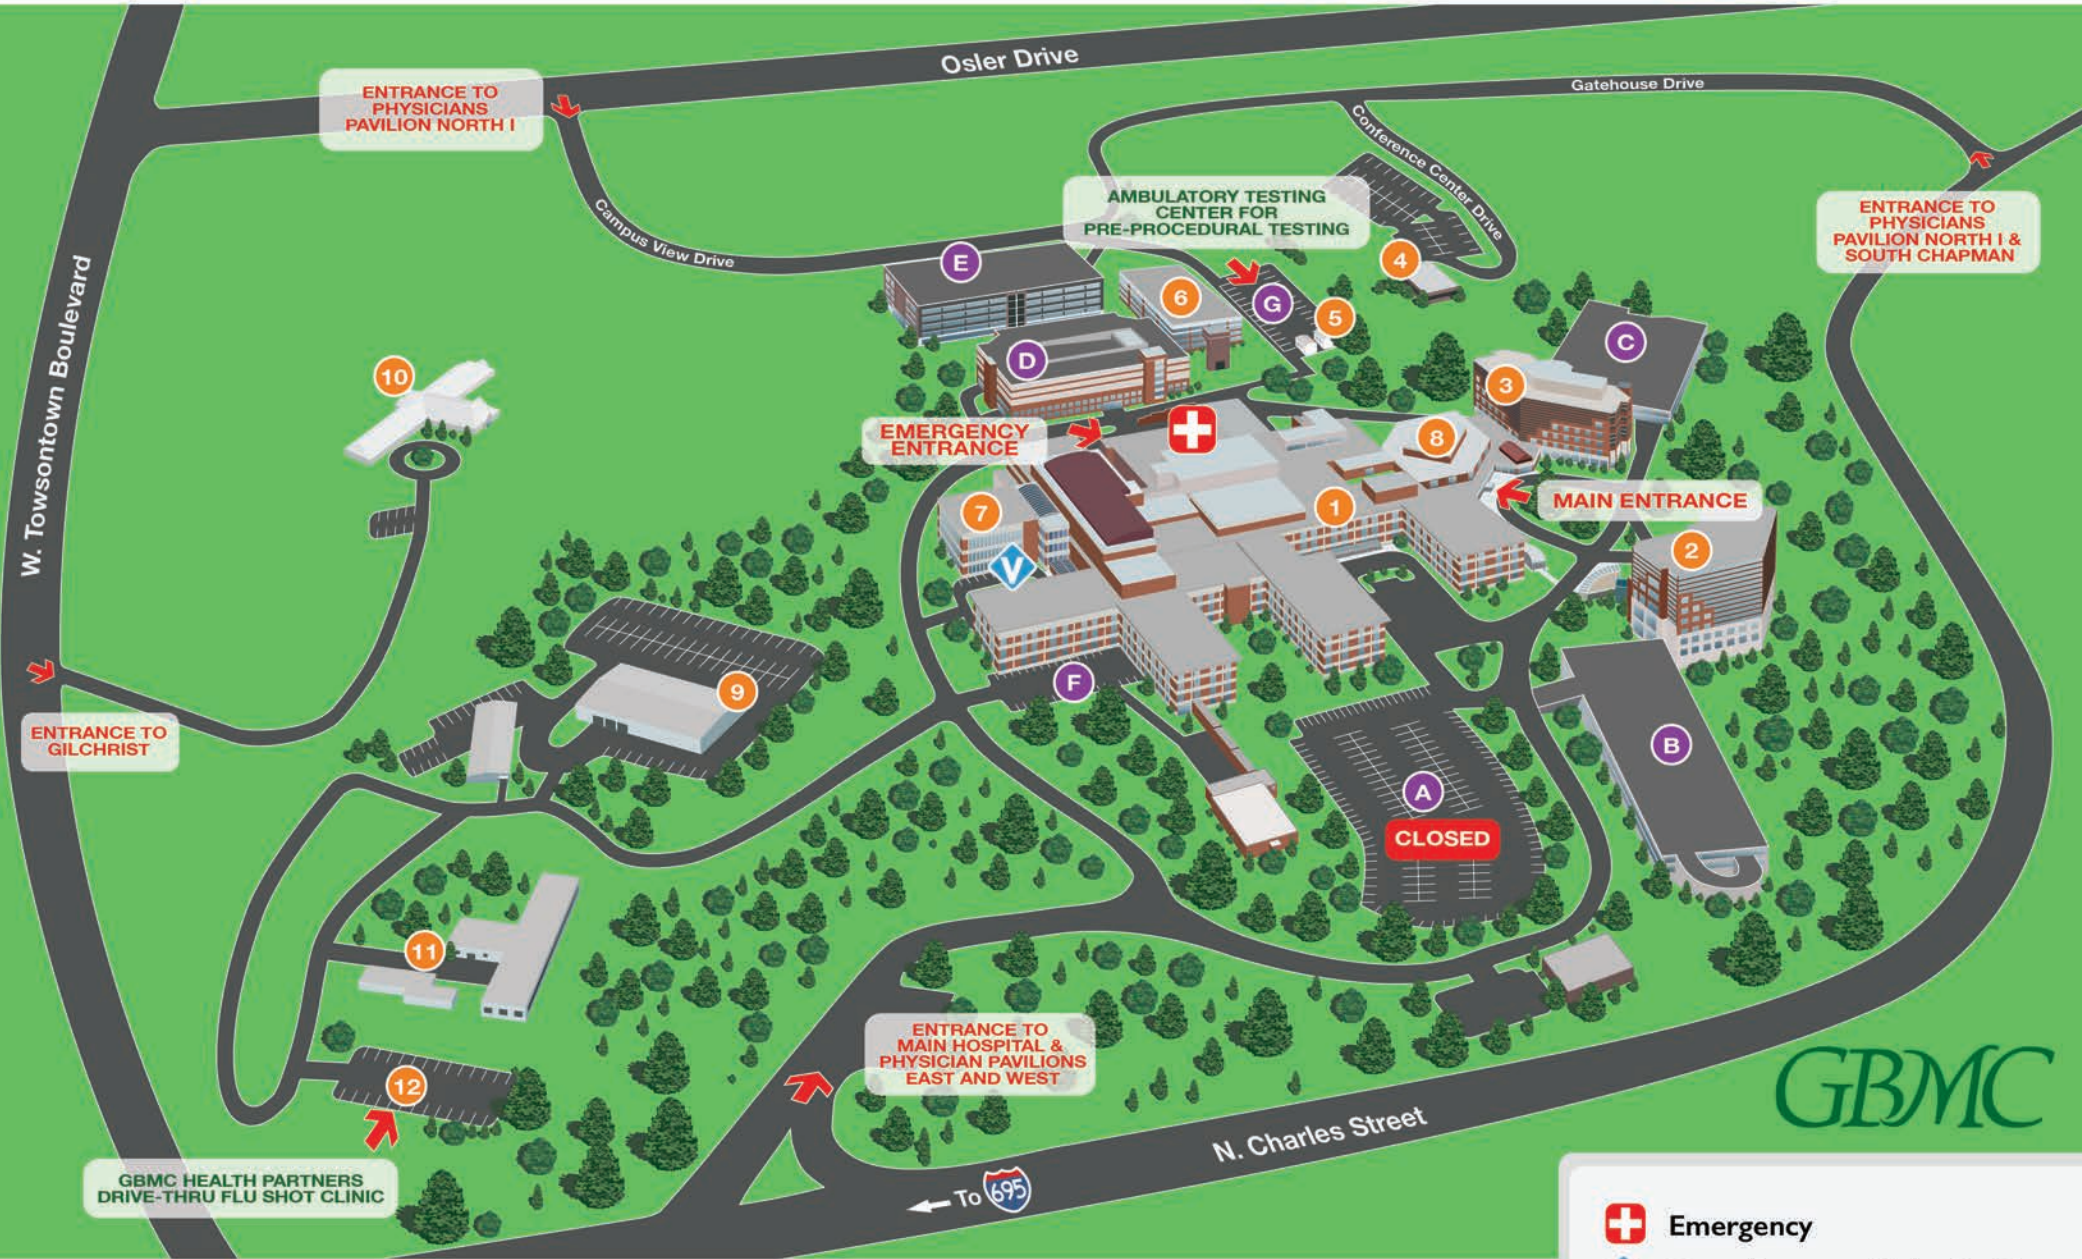 Osler Drive
Gatehouse Drive
ENTRANCE TO
PHYSICIANS
PAVILION NORTH I
Conference Center Drive
AMBULATORY TESTING
CENTER FOR
PRE-PROCEDURAL TESTING
ENTRANCE TO
PHYSICIANS
PAVILION NORTH I &
SOUTH CHAPMAN
Campus View Drive
W. Towsontown Boulevard
E
4
6
G
5
C
D
10
3
EMERGENCY
ENTRANCE
8
MAIN ENTRANCE
7
1
V
2
F
9
ENTRANCE TO
GILCHRIST
B
A
CLOSED
11
ENTRANCE TO
MAIN HOSPITAL &
PHYSICIAN PAVILIONS
EAST AND WEST
12
GBMC
N. Charles Street
GBMC HEALTH PARTNERS
DRIVE-THRU FLU SHOT CLINIC
To 695
Emergency